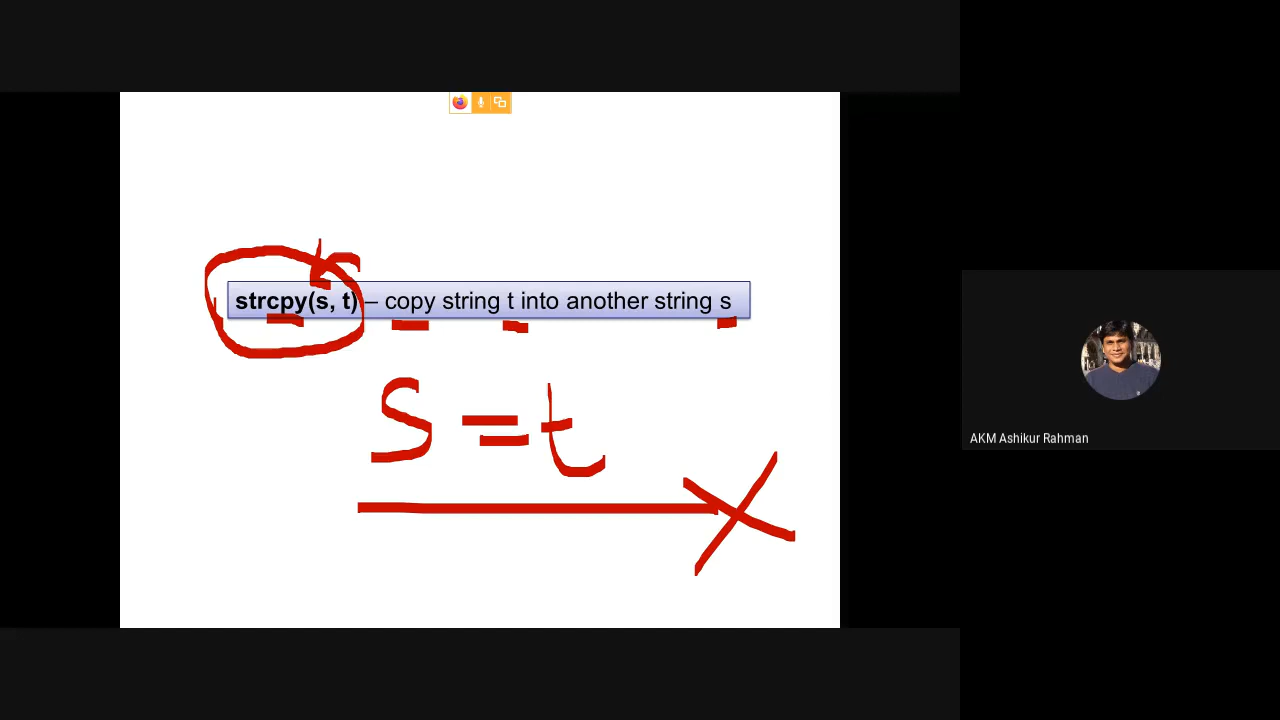 strcpy(s, t) – copy string t into another string s
S = t
AKM Ashikur Rahman